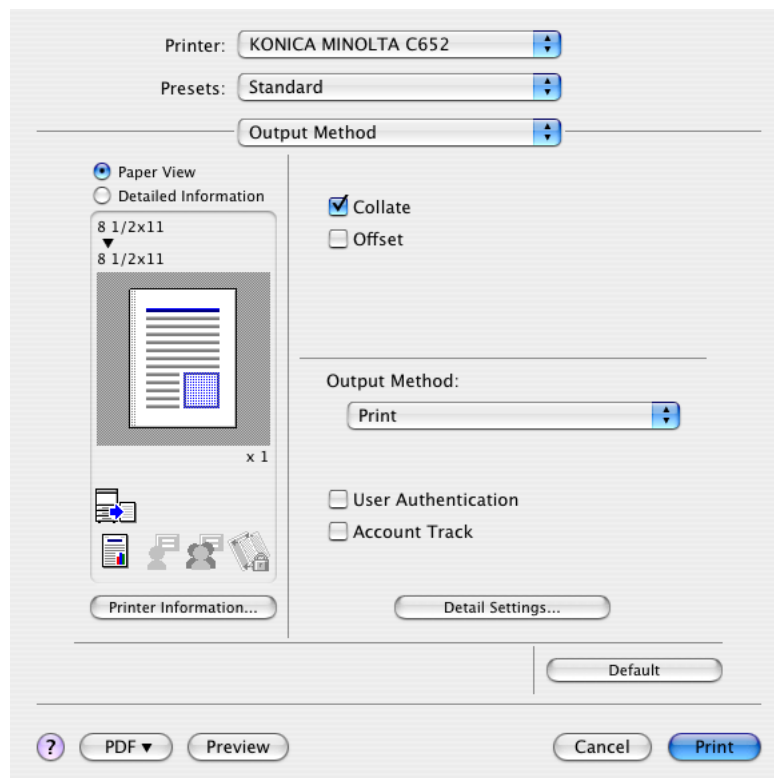 Printer: KONICA MINOLTA C652
Presets: Standard
Output Method
Paper View
Detailed Information
8 1/2x11
▼
8 1/2x11
x 1
Printer Information...
Collate
Offset
Output Method:
Print
User Authentication
Account Track
Detail Settings...
Default
? PDF▼ Preview Cancel Print